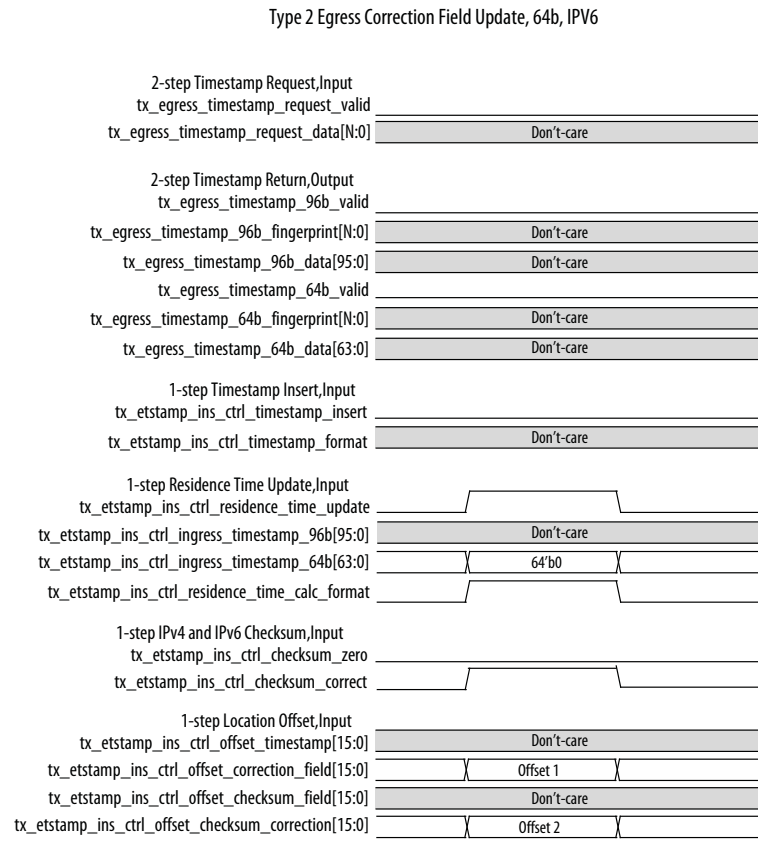 Type 2 Egress Correction Field Update, 64b, IPV6
2-step Timestamp Request,Input
tx_egress_timestamp_request_valid
tx_egress_timestamp_request_data[N:0] Don't-care
2-step Timestamp Return,Output
tx_egress_timestamp_96b_valid
tx_egress_timestamp_96b_fingerprint[N:0] Don't-care
tx_egress_timestamp_96b_data[95:0] Don't-care
tx_egress_timestamp_64b_valid
tx_egress_timestamp_64b_fingerprint[N:0] Don't-care
tx_egress_timestamp_64b_data[63:0] Don't-care
1-step Timestamp Insert,Input
tx_etstamp_ins_ctrl_timestamp_insert
tx_etstamp_ins_ctrl_timestamp_format Don't-care
1-step Residence Time Update,Input
tx_etstamp_ins_ctrl_residence_time_update
tx_etstamp_ins_ctrl_ingress_timestamp_96b[95:0] Don't-care
tx_etstamp_ins_ctrl_ingress_timestamp_64b[63:0] 64'b0
tx_etstamp_ins_ctrl_residence_time_calc_format
1-step IPv4 and IPv6 Checksum,Input
tx_etstamp_ins_ctrl_checksum_zero
tx_etstamp_ins_ctrl_checksum_correct
1-step Location Offset,Input
tx_etstamp_ins_ctrl_offset_timestamp[15:0] Don't-care
tx_etstamp_ins_ctrl_offset_correction_field[15:0] Offset 1
tx_etstamp_ins_ctrl_offset_checksum_field[15:0] Don't-care
tx_etstamp_ins_ctrl_offset_checksum_correction[15:0] Offset 2